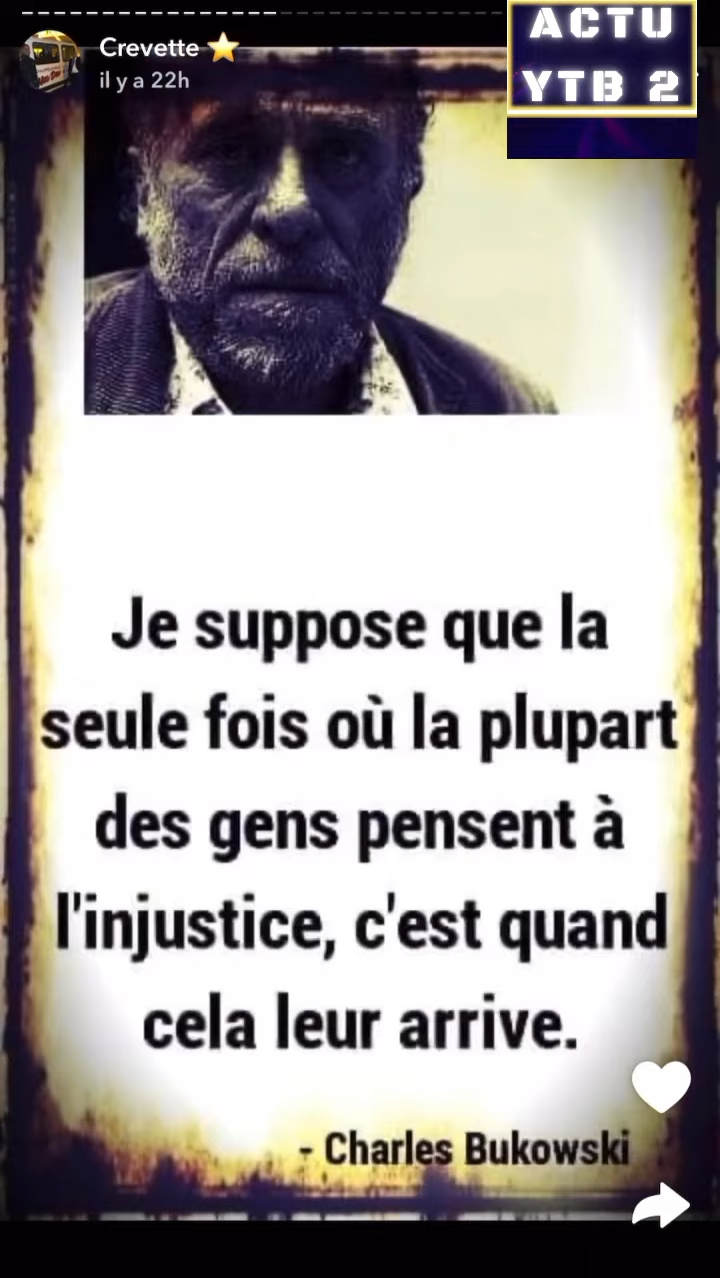 Crevette ⭐
il y a 22h
ACTU
YTB 2
Je suppose que la
seule fois où la plupart
des gens pensent à
l'injustice, c'est quand
cela leur arrive.
- Charles Bukowski